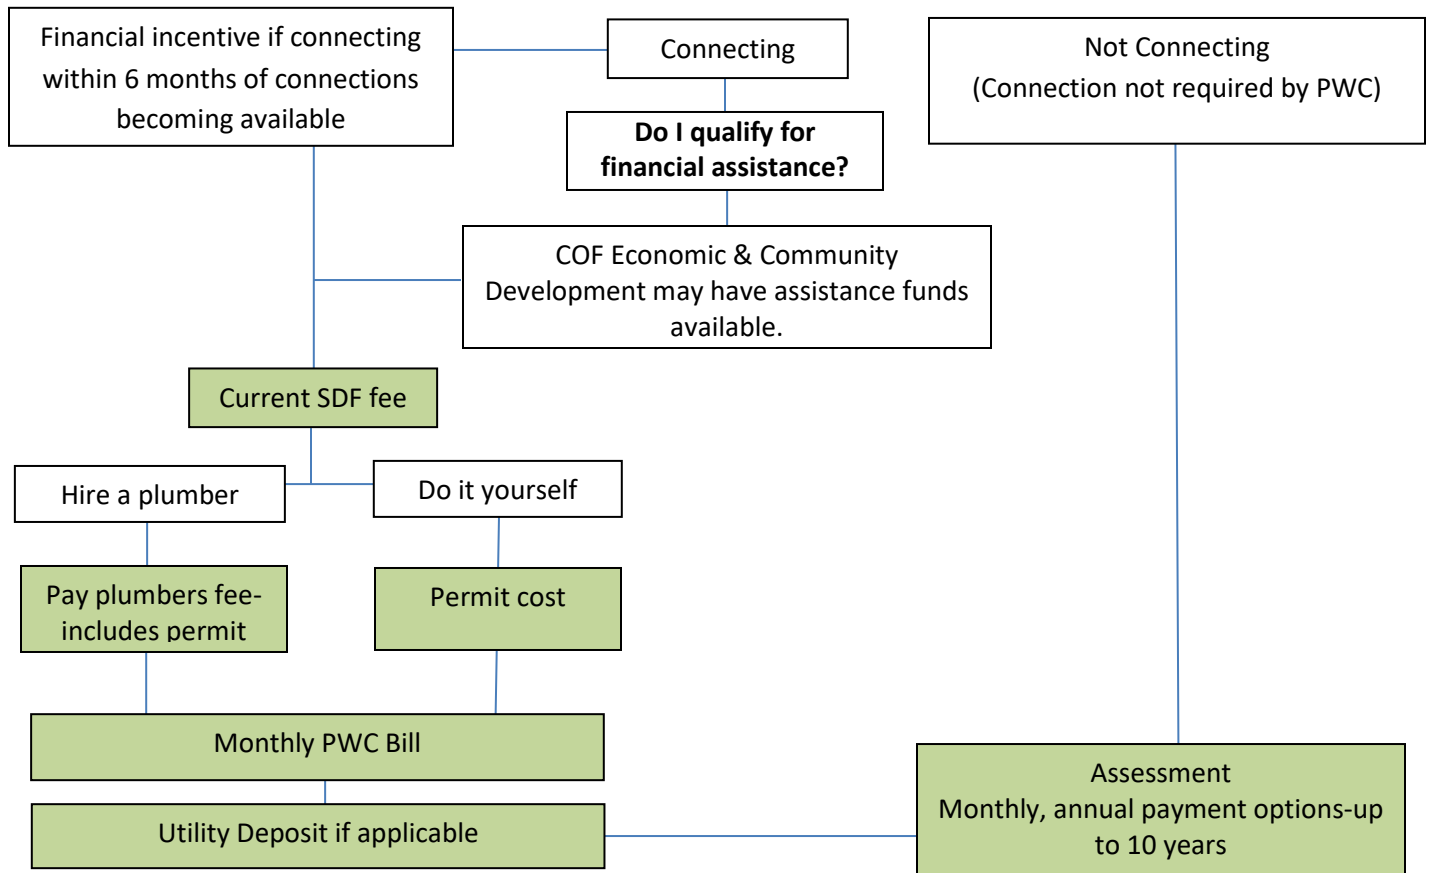 Financial incentive if connecting
within 6 months of connections
becoming available
Connecting
Not Connecting
(Connection not required by PWC)
Do I qualify for
financial assistance?
COF Economic & Community
Development may have assistance funds
available.
Current SDF fee
Hire a plumber
Do it yourself
Pay plumbers fee-
includes permit
Permit cost
Monthly PWC Bill
Utility Deposit if applicable
Assessment
Monthly, annual payment options-up
to 10 years